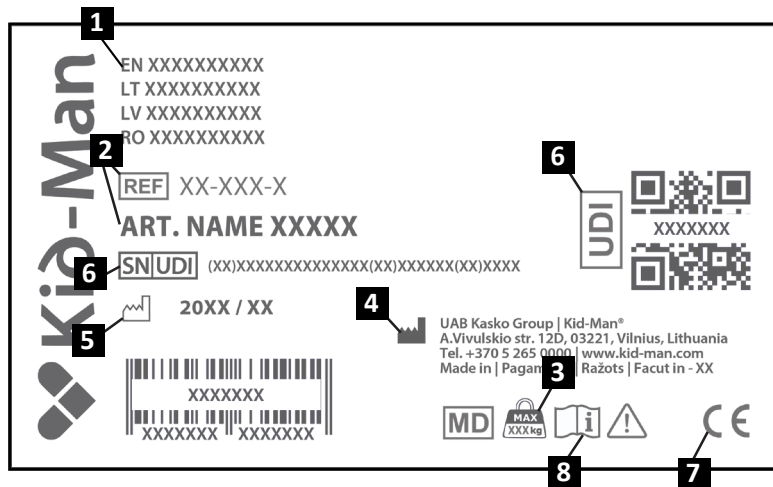 1
EN XXXXXXXXXX
LT XXXXXXXXXX
LV XXXXXXXXXX
RO XXXXXXXXXX
Kid-Man
2
REF XX-XXX-X
ART. NAME XXXXX
6
SN UDI (XX)XXXXXXXXXXXXXX(XX)XXXXXX(XX)XXXX
5
20XX / XX
XXXXXXX
XXXXXXX XXXXXXX
6
UDI
XXXXXXX
4
UAB Kasko Group | Kid-Man®
A.Vivulskio str. 12D, 03221, Vilnius, Lithuania
Tel. +370 5 265 0000 | www.kid-man.com
Made in | Ražots | Facut in - XX
3
MD
MAX
XXX kg
i
8
CE
7